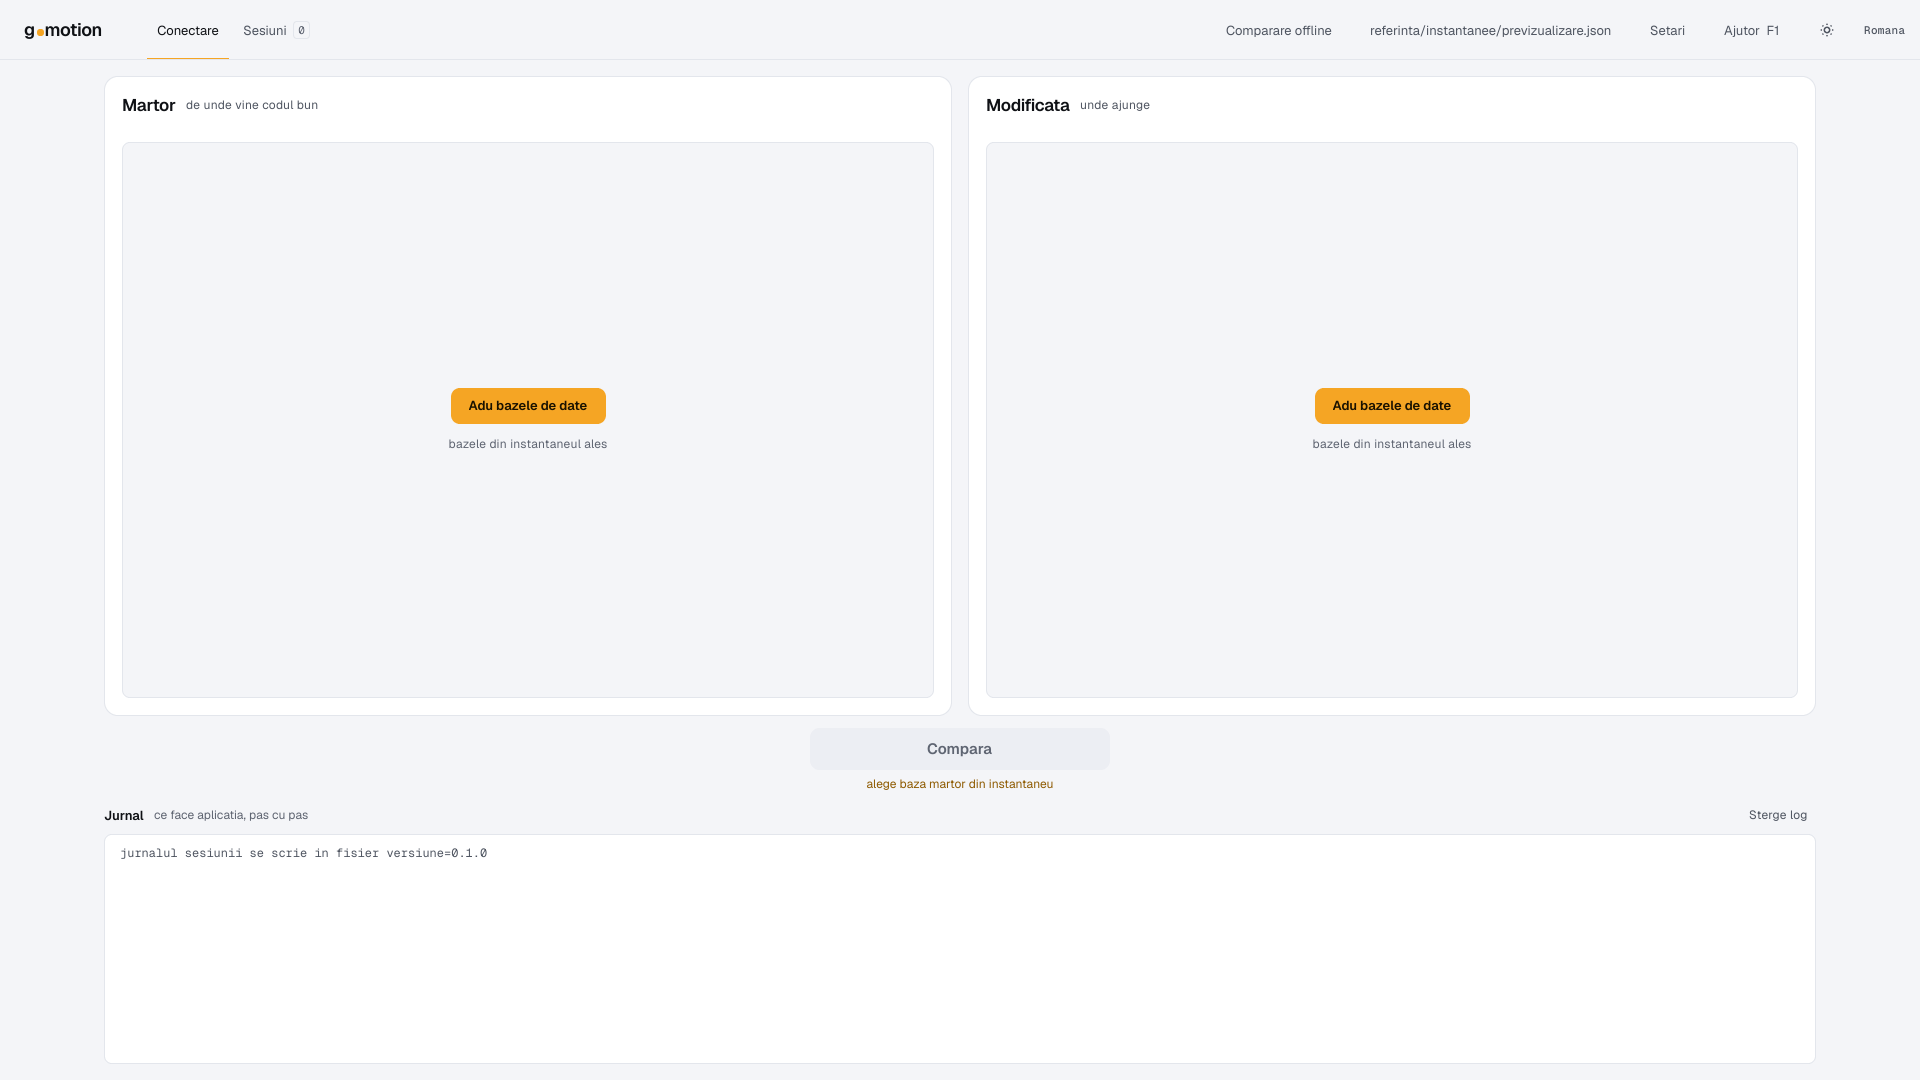 g●motion
Conectare
Sesiuni 0
Comparare offline
referinta/instantanee/previzualizare.json
Setari
Ajutor F1
Romana
Martor de unde vine codul bun
Modificata unde ajunge
Adu bazele de date
bazele din instantaneul ales
Adu bazele de date
bazele din instantaneul ales
Compara
alege baza martor din instantaneu
Jurnal ce face aplicatia, pas cu pas
Sterge log
jurnalul sesiunii se scrie in fisier versiune=0.1.0